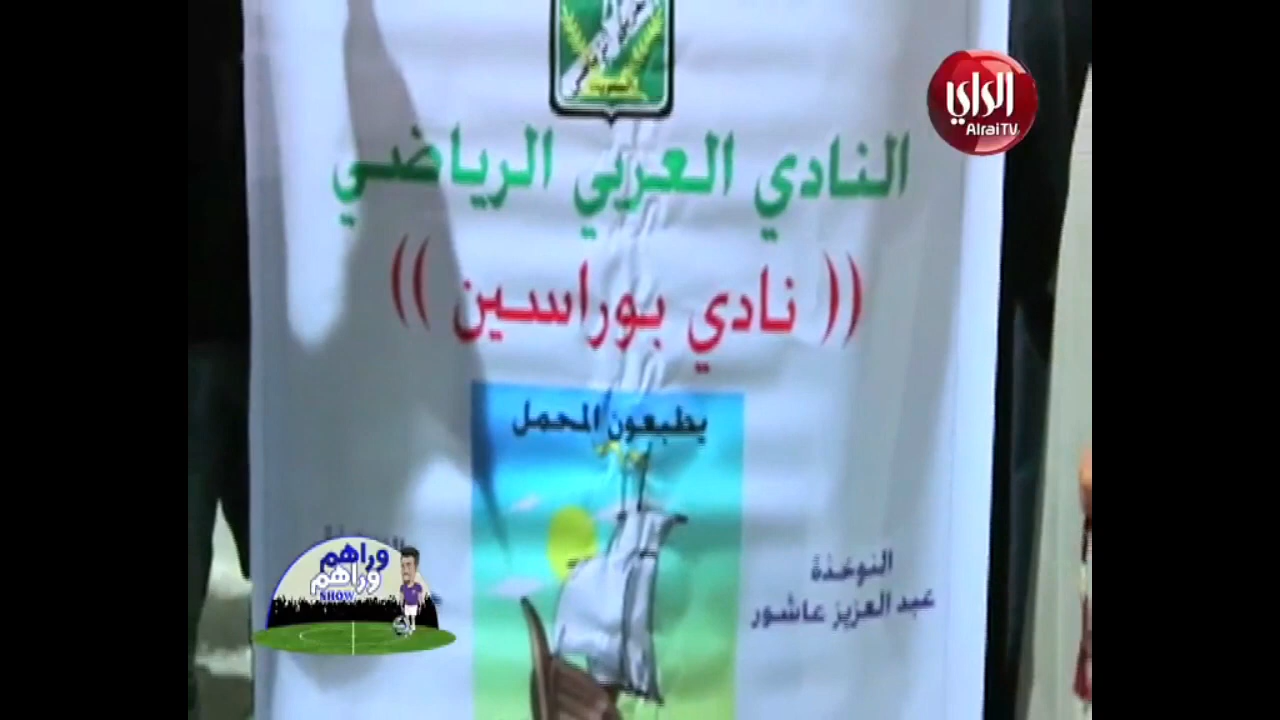 الراي
AlraiTV
النادي العربي الرياضي
(( نادي بوراسين ))
يطبعون المحمل
النوخذة
عبد العزيز عاشور
وراهم
وراهم
SHOW